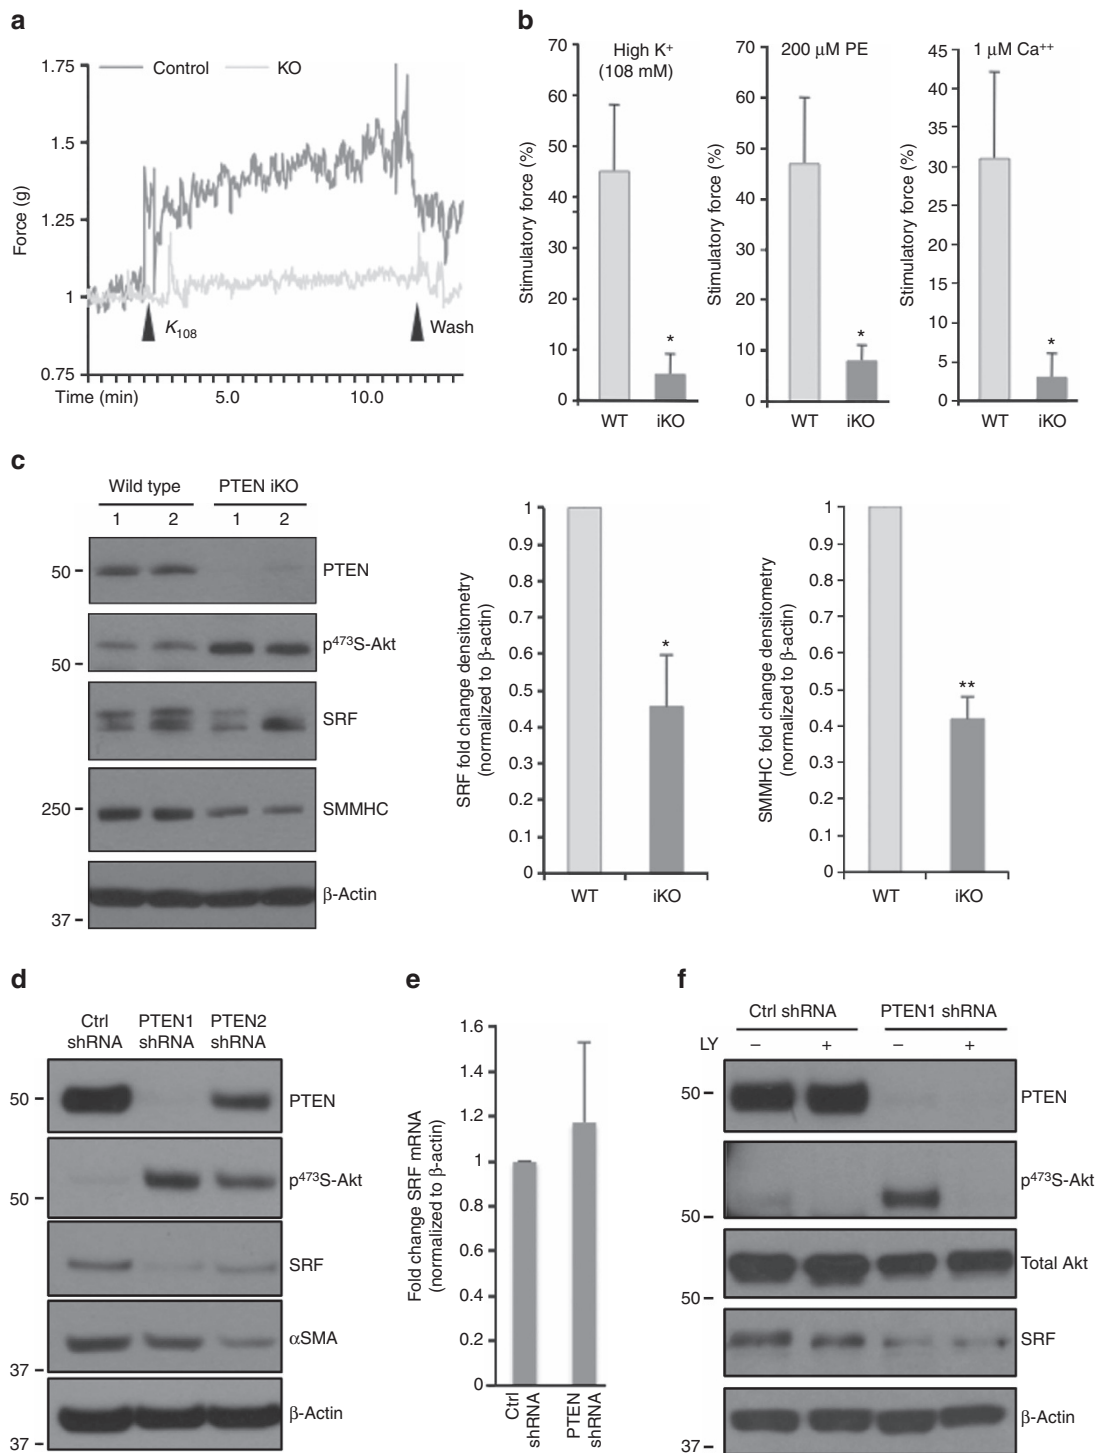 a
1.75
1.5
1.25
1
0.75
Force (g)
Control
KO
K108
Wash
Time (min)
5.0
10.0
b
70
60
50
40
30
20
10
0
Stimulatory force (%)
High K+
(108 mM)
*
WT
iKO
70
60
50
40
30
20
10
0
Stimulatory force (%)
200 μM PE
*
WT
iKO
45
40
35
30
25
20
15
10
5
0
Stimulatory force (%)
1 μM Ca++
*
WT
iKO
c
Wild type
PTEN iKO
1
2
1
2
50
PTEN
50
p473S-Akt
SRF
250
SMMHC
37
β-Actin
1
0.9
0.8
0.7
0.6
0.5
0.4
0.3
0.2
0.1
0
SRF fold change densitometry
(normalized to β-actin)
*
WT
iKO
1
0.9
0.8
0.7
0.6
0.5
0.4
0.3
0.2
0.1
0
SMMHC fold change densitometry
(normalized to β-actin)
**
WT
iKO
d
Ctrl
shRNA
PTEN1
shRNA
PTEN2
shRNA
50
PTEN
50
p473S-Akt
SRF
37
αSMA
37
β-Actin
e
1.6
1.4
1.2
1
0.8
0.6
0.4
0.2
0
Fold change SRF mRNA
(normalized to β-actin)
Ctrl
shRNA
PTEN
shRNA
f
Ctrl shRNA
PTEN1 shRNA
LY
–
+
–
+
50
PTEN
50
p473S-Akt
50
Total Akt
SRF
37
β-Actin